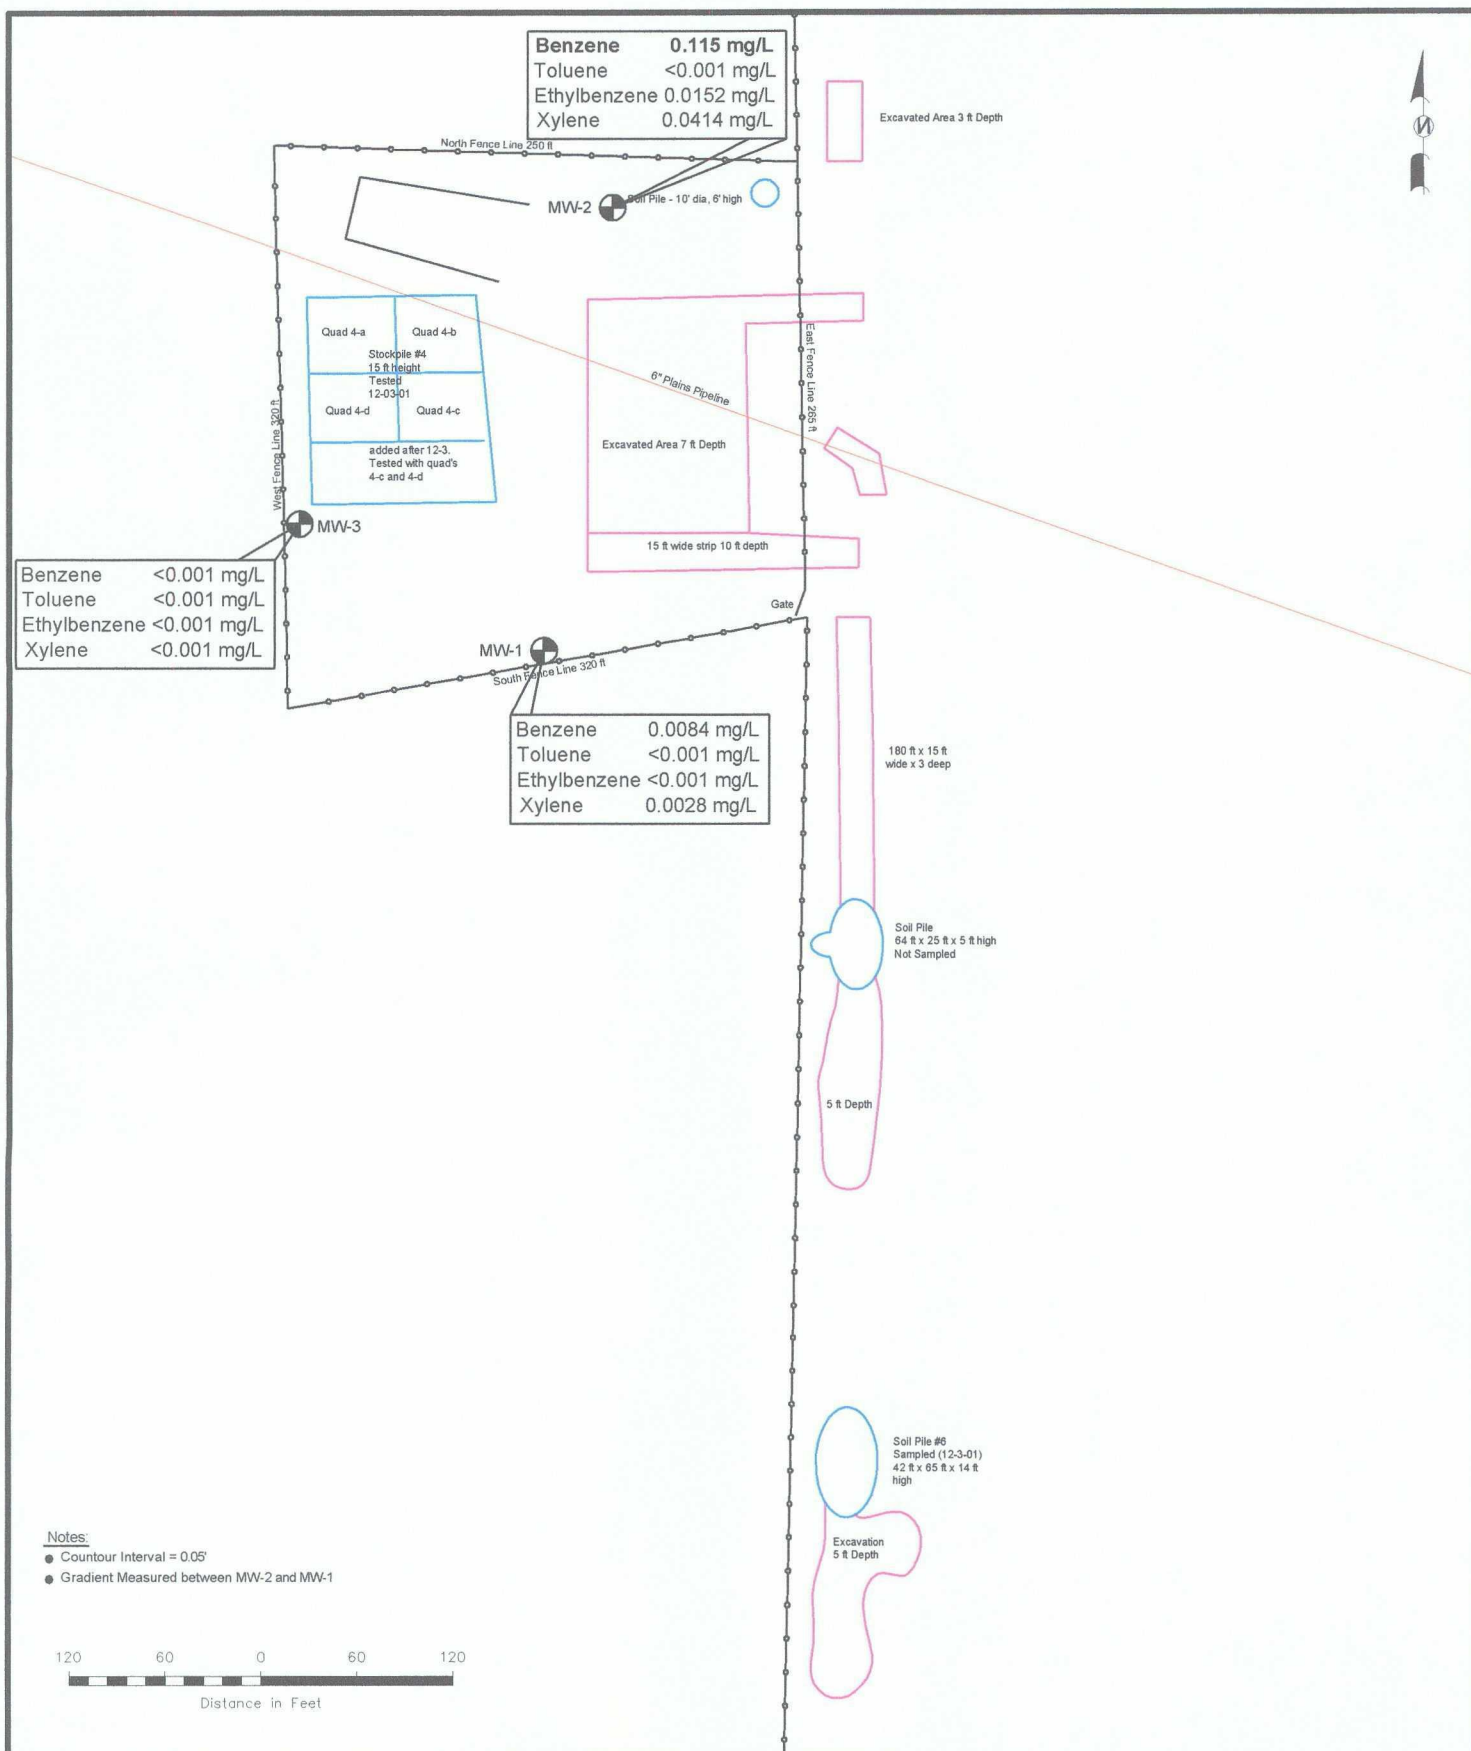 Benzene 0.115 mg/L
Toluene <0.001 mg/L
Ethylbenzene 0.0152 mg/L
Xylene 0.0414 mg/L
Excavated Area 3 ft Depth
N
North Fence Line 250 ft
MW-2
Soil Pile - 10' dia, 6' high
Quad 4-a
Quad 4-b
Stockpile #4
15 ft height
Tested
12-03-01
Quad 4-d
Quad 4-c
added after 12-3.
Tested with quad's
4-c and 4-d
6" Plains Pipeline
East Fence Line 265 ft
Excavated Area 7 ft Depth
West Fence Line 320 ft
MW-3
15 ft wide strip 10 ft depth
Benzene <0.001 mg/L
Toluene <0.001 mg/L
Ethylbenzene <0.001 mg/L
Xylene <0.001 mg/L
Gate
MW-1
South Fence Line 320 ft
Benzene 0.0084 mg/L
Toluene <0.001 mg/L
Ethylbenzene <0.001 mg/L
Xylene 0.0028 mg/L
180 ft x 15 ft
wide x 3 deep
Soil Pile
64 ft x 25 ft x 5 ft high
Not Sampled
5 ft Depth
Soil Pile #6
Sampled (12-3-01)
42 ft x 65 ft x 14 ft
high
Excavation
5 ft Depth
Notes:
● Countour Interval = 0.05'
● Gradient Measured between MW-2 and MW-1
120 60 0 60 120
Distance in Feet